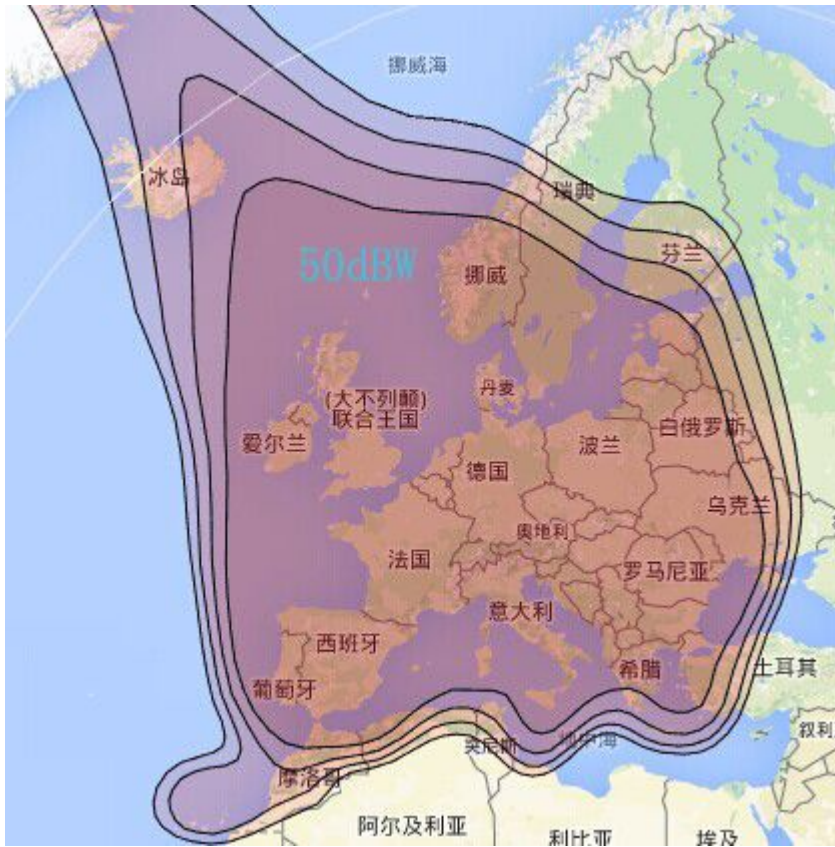 挪威海
冰岛
瑞典
芬兰
50dBW
挪威
丹麦
(大不列颠)
联合王国
白俄罗斯
爱尔兰
波兰
德国
乌克兰
奥地利
法国
罗马尼亚
意大利
西班牙
希腊
土耳其
葡萄牙
叙利
突尼斯
地中海
摩洛哥
阿尔及利亚
利比亚
埃及